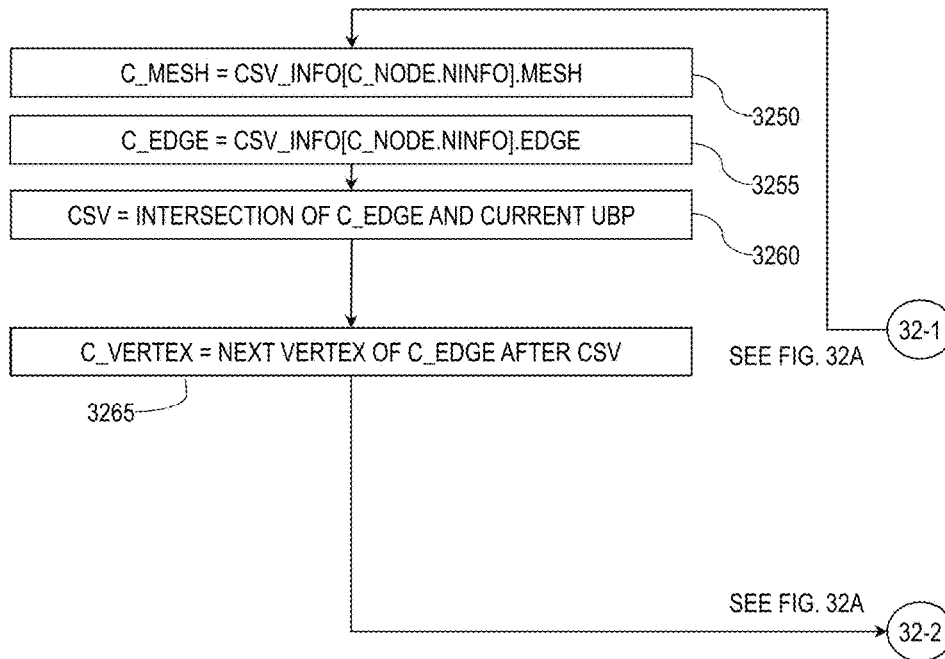 C_MESH = CSV_INFO[C_NODE.NINFO].MESH
3250
C_EDGE = CSV_INFO[C_NODE.NINFO].EDGE
3255
CSV = INTERSECTION OF C_EDGE AND CURRENT UBP
3260
32-1
C_VERTEX = NEXT VERTEX OF C_EDGE AFTER CSV
SEE FIG. 32A
3265
SEE FIG. 32A
32-2